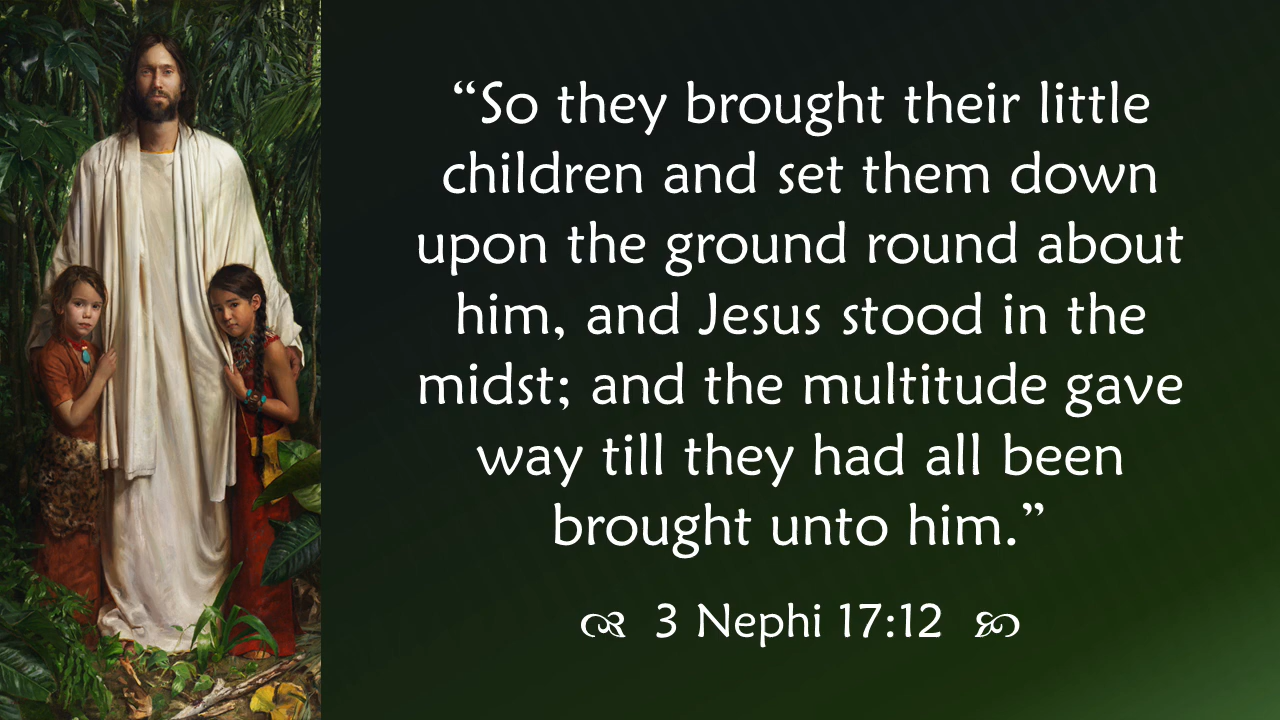 “So they brought their little
children and set them down
upon the ground round about
him, and Jesus stood in the
midst; and the multitude gave
way till they had all been
brought unto him.”
3 Nephi 17:12